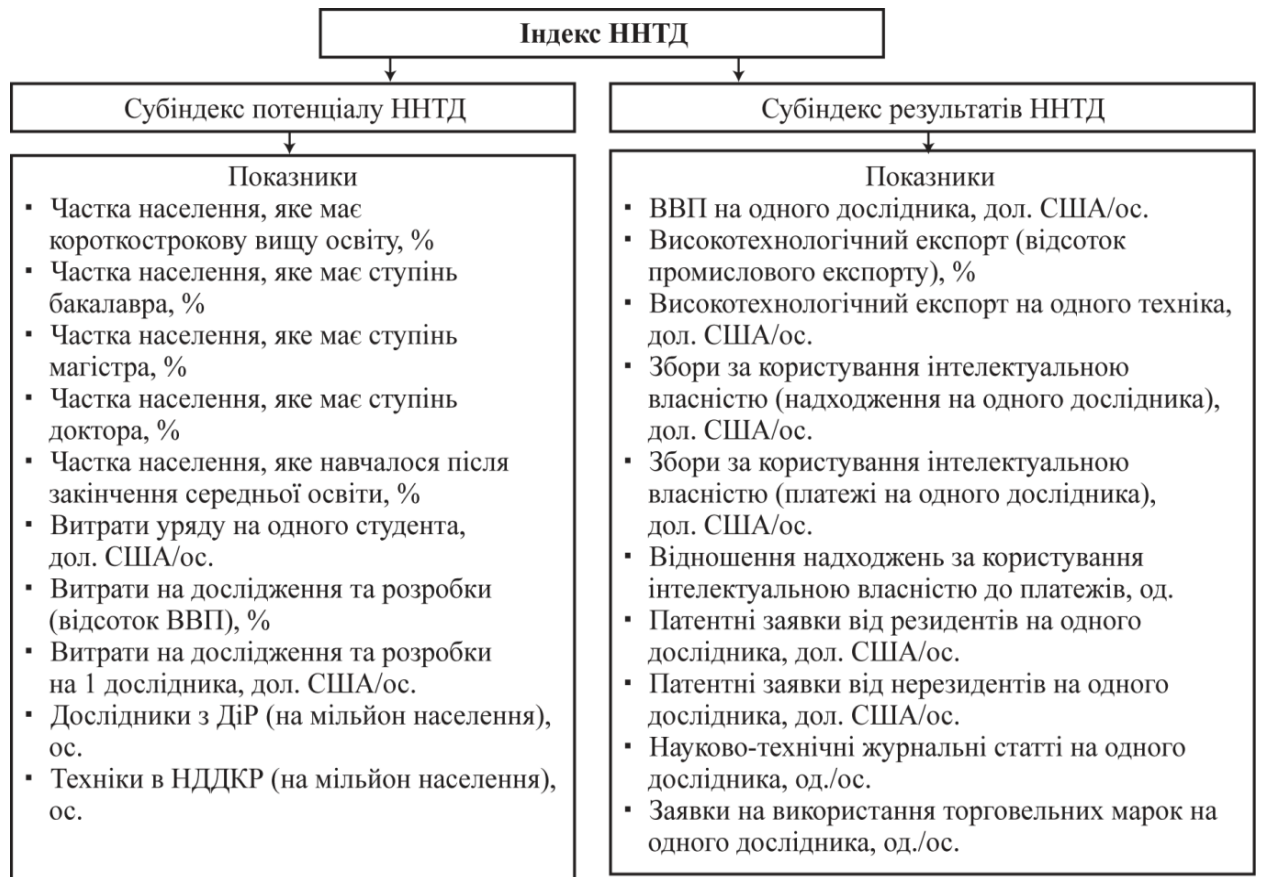 Індекс ННТД
Субіндекс потенціалу ННТД
Показники
▪ Частка населення, яке має
короткострокову вищу освіту, %
▪ Частка населення, яке має ступінь
бакалавра, %
▪ Частка населення, яке має ступінь
магістра, %
▪ Частка населення, яке має ступінь
доктора, %
▪ Частка населення, яке навчалося після
закінчення середньої освіти, %
▪ Витрати уряду на одного студента,
дол. США/ос.
▪ Витрати на дослідження та розробки
(відсоток ВВП), %
▪ Витрати на дослідження та розробки
на 1 дослідника, дол. США/ос.
▪ Дослідники з ДіР (на мільйон населення),
ос.
▪ Техніки в НДДКР (на мільйон населення),
ос.
Субіндекс результатів ННТД
Показники
▪ ВВП на одного дослідника, дол. США/ос.
▪ Високотехнологічний експорт (відсоток
промислового експорту), %
▪ Високотехнологічний експорт на одного техніка,
дол. США/ос.
▪ Збори за користування інтелектуальною
власністю (надходження на одного дослідника),
дол. США/ос.
▪ Збори за користування інтелектуальною
власністю (платежі на одного дослідника),
дол. США/ос.
▪ Відношення надходжень за користування
інтелектуальною власністю до платежів, од.
▪ Патентні заявки від резидентів на одного
дослідника, дол. США/ос.
▪ Патентні заявки від нерезидентів на одного
дослідника, дол. США/ос.
▪ Науково-технічні журнальні статті на одного
дослідника, од./ос.
▪ Заявки на використання торговельних марок на
одного дослідника, од./ос.